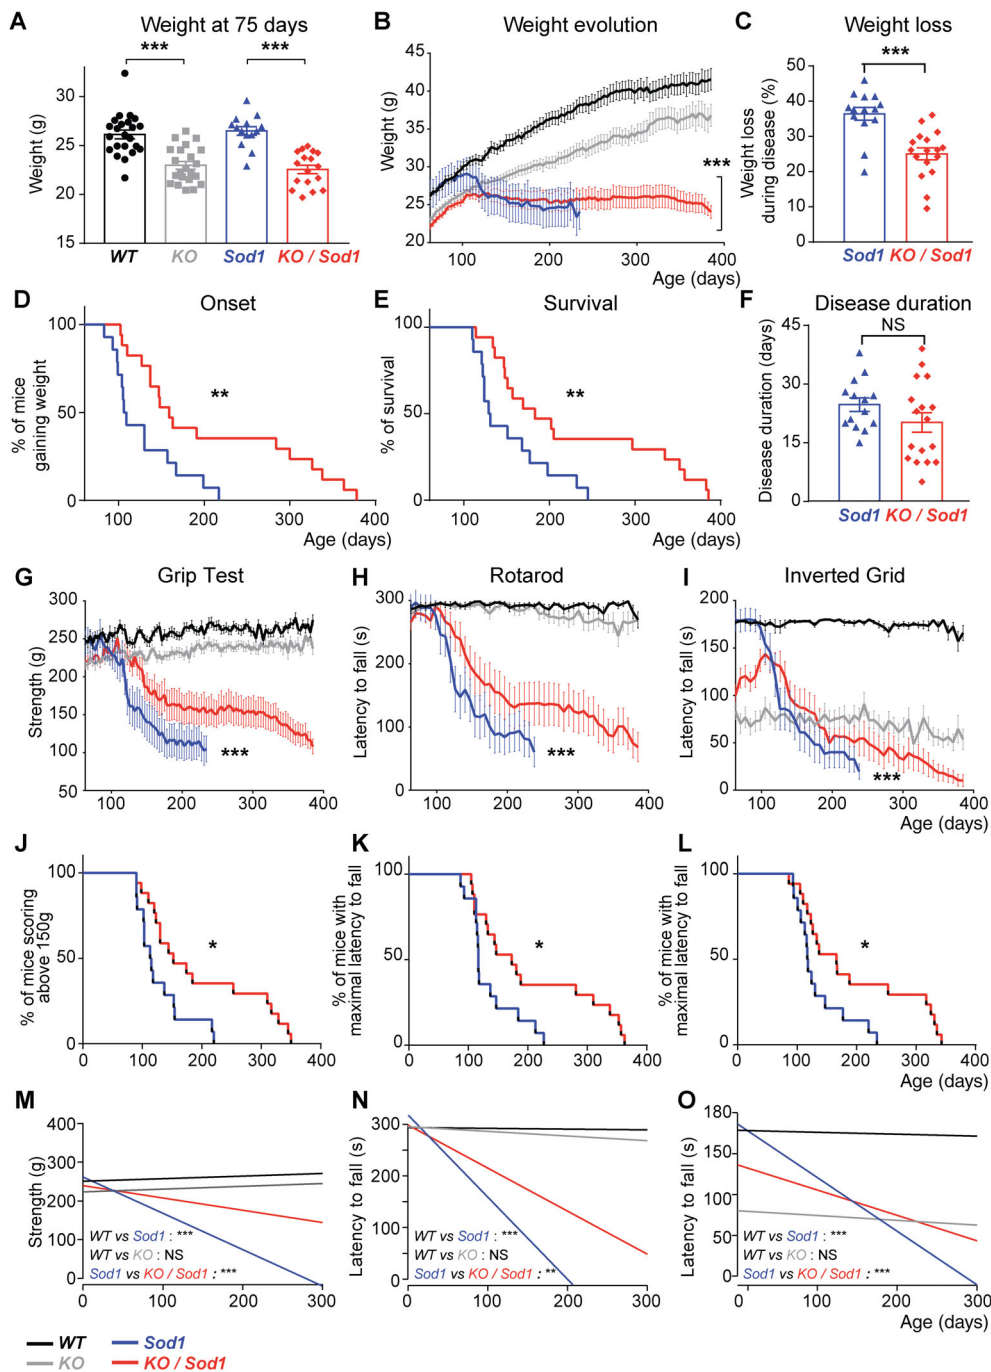 A Weight at 75 days
*** ***
Weight (g)
30
25
20
15
WT KO Sod1 KO / Sod1
B Weight evolution
Weight (g)
45
40
35
30
25
20
***
100 200 300 400
Age (days)
C Weight loss
***
Weight loss
during disease (%)
50
40
30
20
10
0
Sod1 KO / Sod1
D Onset
% of mice
gaining weight
100
50
0
**
100 200 300 400
Age (days)
E Survival
% of survival
100
50
0
**
100 200 300 400
Age (days)
F Disease duration
NS
Disease duration (days)
45
30
15
0
Sod1 KO / Sod1
G Grip Test
Strength (g)
300
250
200
150
100
50
***
100 200 300 400
H Rotarod
Latency to fall (s)
300
200
100
0
***
100 200 300 400
I Inverted Grid
Latency to fall (s)
200
150
100
50
0
***
100 200 300 400
Age (days)
J
% of mice scoring
above 150g
100
50
0
*
0 100 200 300 400
K
% of mice with
maximal latency to fall
100
50
0
*
0 100 200 300 400
L
% of mice with
maximal latency to fall
100
50
0
*
0 100 200 300 400
Age (days)
M
Strength (g)
400
300
200
100
0
WT vs Sod1 : ***
WT vs KO : NS
Sod1 vs KO / Sod1 : ***
0 100 200 300
N
Latency to fall (s)
300
200
100
0
WT vs Sod1 : ***
WT vs KO : NS
Sod1 vs KO / Sod1 : **
0 100 200 300
O
Latency to fall (s)
180
150
100
50
0
WT vs Sod1 : ***
WT vs KO : NS
Sod1 vs KO / Sod1 : ***
0 100 200 300
Age (days)
WT Sod1
KO KO / Sod1